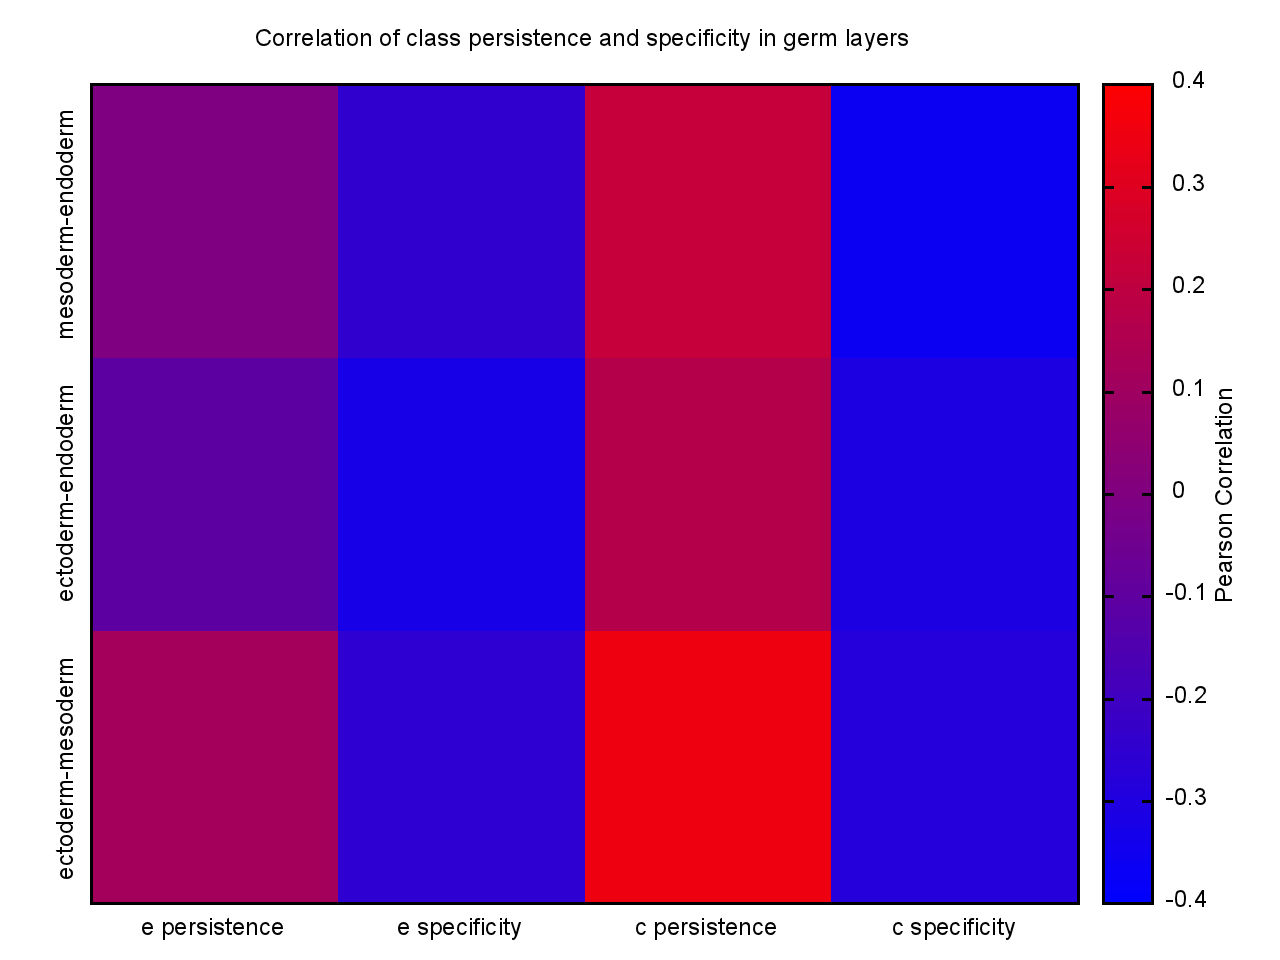 Correlation of class persistence and specificity in germ layers
mesoderm-endoderm
ectoderm-endoderm
ectoderm-mesoderm
e persistence
e specificity
c persistence
c specificity
0.4
0.3
0.2
0.1
0
-0.1
-0.2
-0.3
-0.4
Pearson Correlation